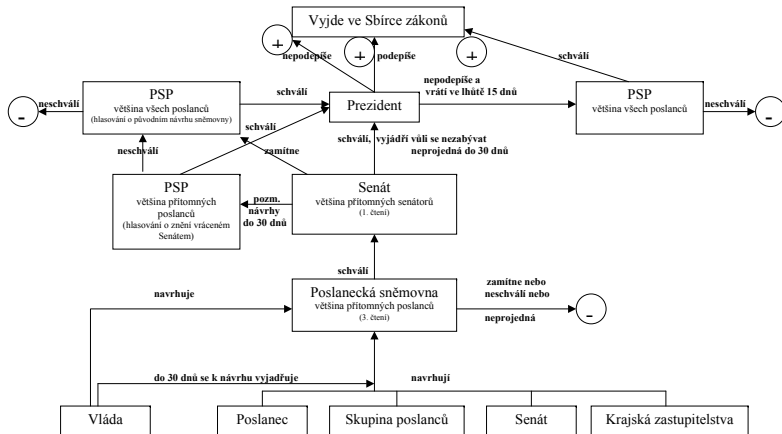 Vyjde ve Sbírce zákonů
+
+
+
nepodepíše
podepíše
schválí
PSP
většina všech poslanců
(hlasování o původním návrhu sněmovny)
neschválí
-
schválí
Prezident
nepodepíše a
vrátí ve lhůtě 15 dnů
PSP
většina všech poslanců
neschválí
-
schválí
neschválí
zamítne
schválí, vyjádří vůli se nezabývat
neprojedná do 30 dnů
PSP
většina přítomných
poslanců
(hlasování o znění vráceném
Senátem)
pozm.
návrhy
do 30 dnů
Senát
většina přítomných senátorů
(1. čtení)
schválí
navrhuje
Poslanecká sněmovna
většina přítomných poslanců
(3. čtení)
zamítne nebo
neschválí nebo
neprojedná
-
do 30 dnů se k návrhu vyjadřuje
navrhují
Vláda
Poslanec
Skupina poslanců
Senát
Krajská zastupitelstva